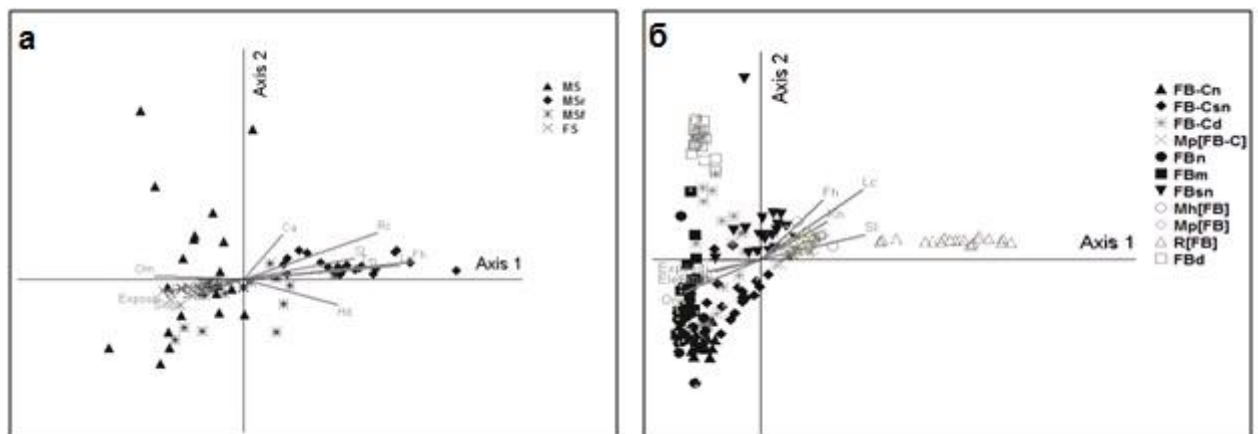 а
Axis 2
MS
MSr
MSf
FS
Ca
Rc
Fh
Om
Axis 1
Hd
б
Axis 2
FB-Cn
FB-Csn
FB-Cd
Mp[FB-C]
FBn
FBm
FBsn
Mh[FB]
Mp[FB]
R[FB]
FBd
Fh
Lc
St
Axis 1